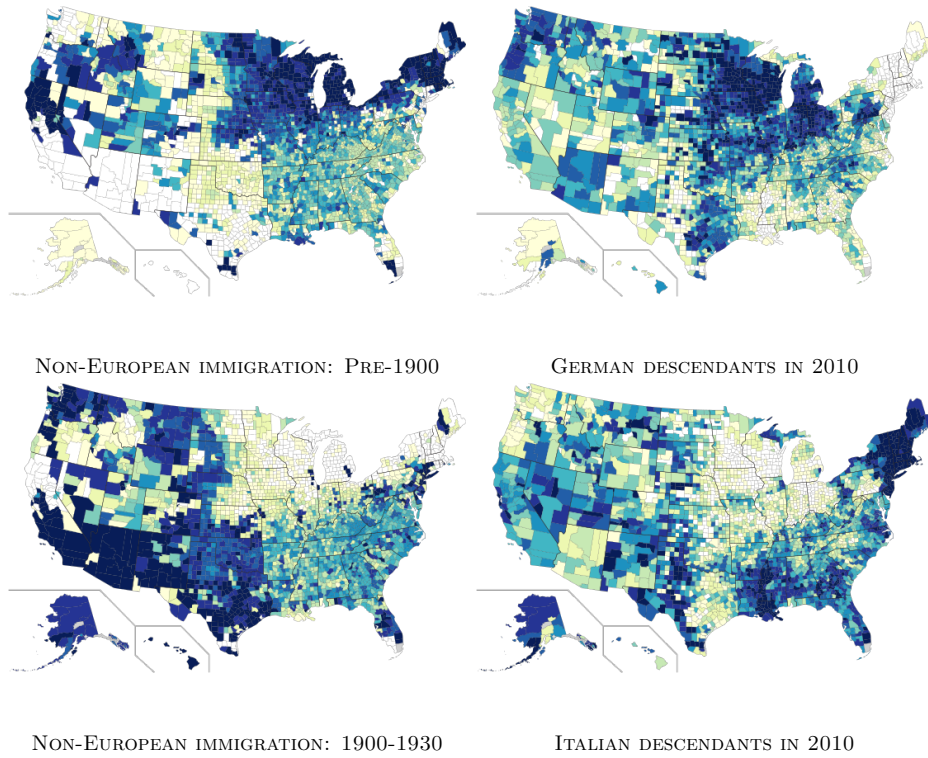 Non-European immigration: Pre-1900
German descendants in 2010
Non-European immigration: 1900-1930
Italian descendants in 2010